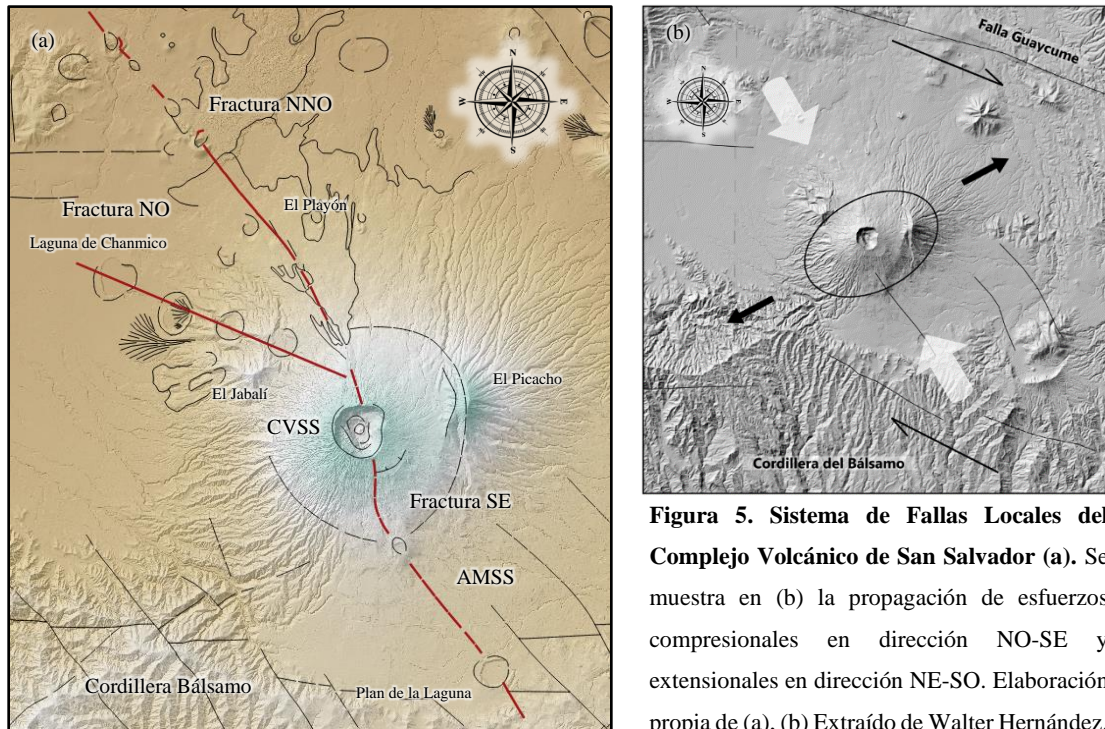 (a)
N
W
E
S
Fractura NNO
El Playón
Fractura NO
Laguna de Chanmico
El Jabalí
El Picacho
CVSS
Fractura SE
AMSS
Cordillera Bálsamo
Plan de la Laguna
(b)
N
W
E
S
Falla Guaycume
Cordillera del Bálsamo
Figura 5. Sistema de Fallas Locales del
Complejo Volcánico de San Salvador (a). Se
muestra en (b) la propagación de esfuerzos
compresionales en dirección NO-SE y
extensionales en dirección NE-SO. Elaboración
propia de (a). (b) Extraído de Walter Hernández.